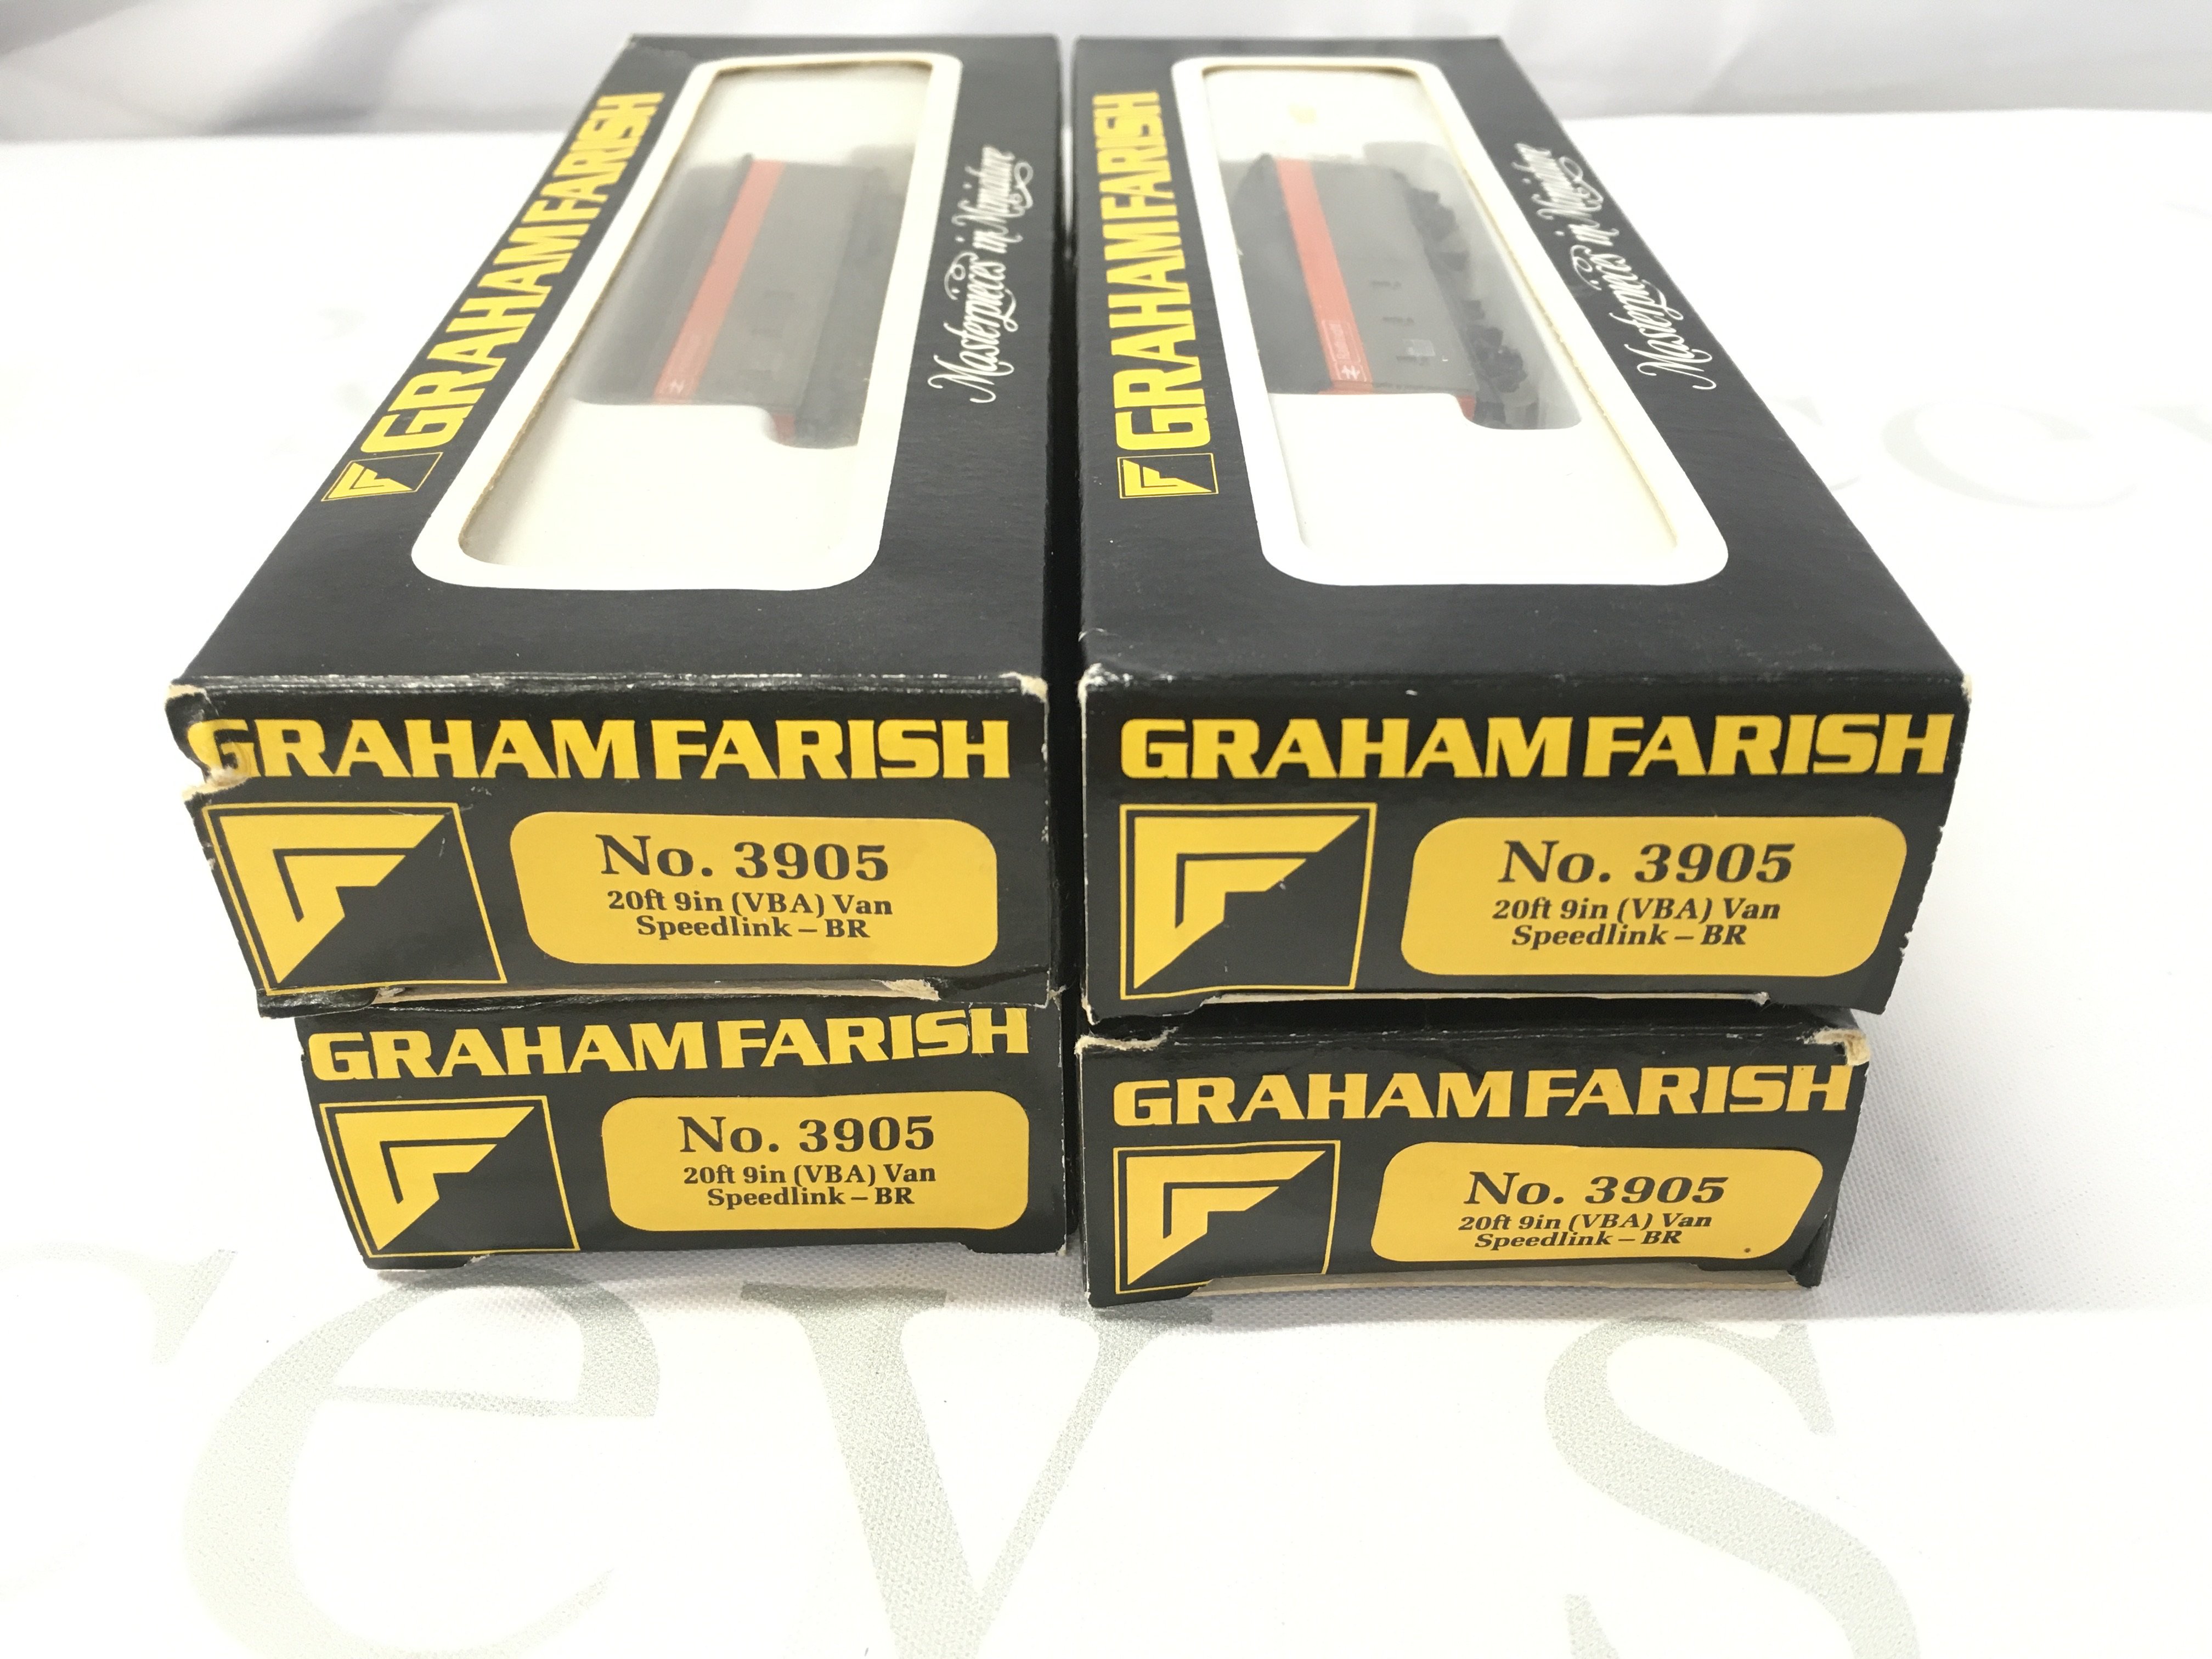 GRAHAM FARISH
Masterpieces in Miniature
GRAHAM FARISH
Masterpieces in Miniature
GRAHAM FARISH
No. 3905
20ft 9in (VBA) Van
Speedlink – BR
GRAHAM FARISH
No. 3905
20ft 9in (VBA) Van
Speedlink – BR
GRAHAM FARISH
No. 3905
20ft 9in (VBA) Van
Speedlink – BR
GRAHAM FARISH
No. 3905
20ft 9in (VBA) Van
Speedlink – BR